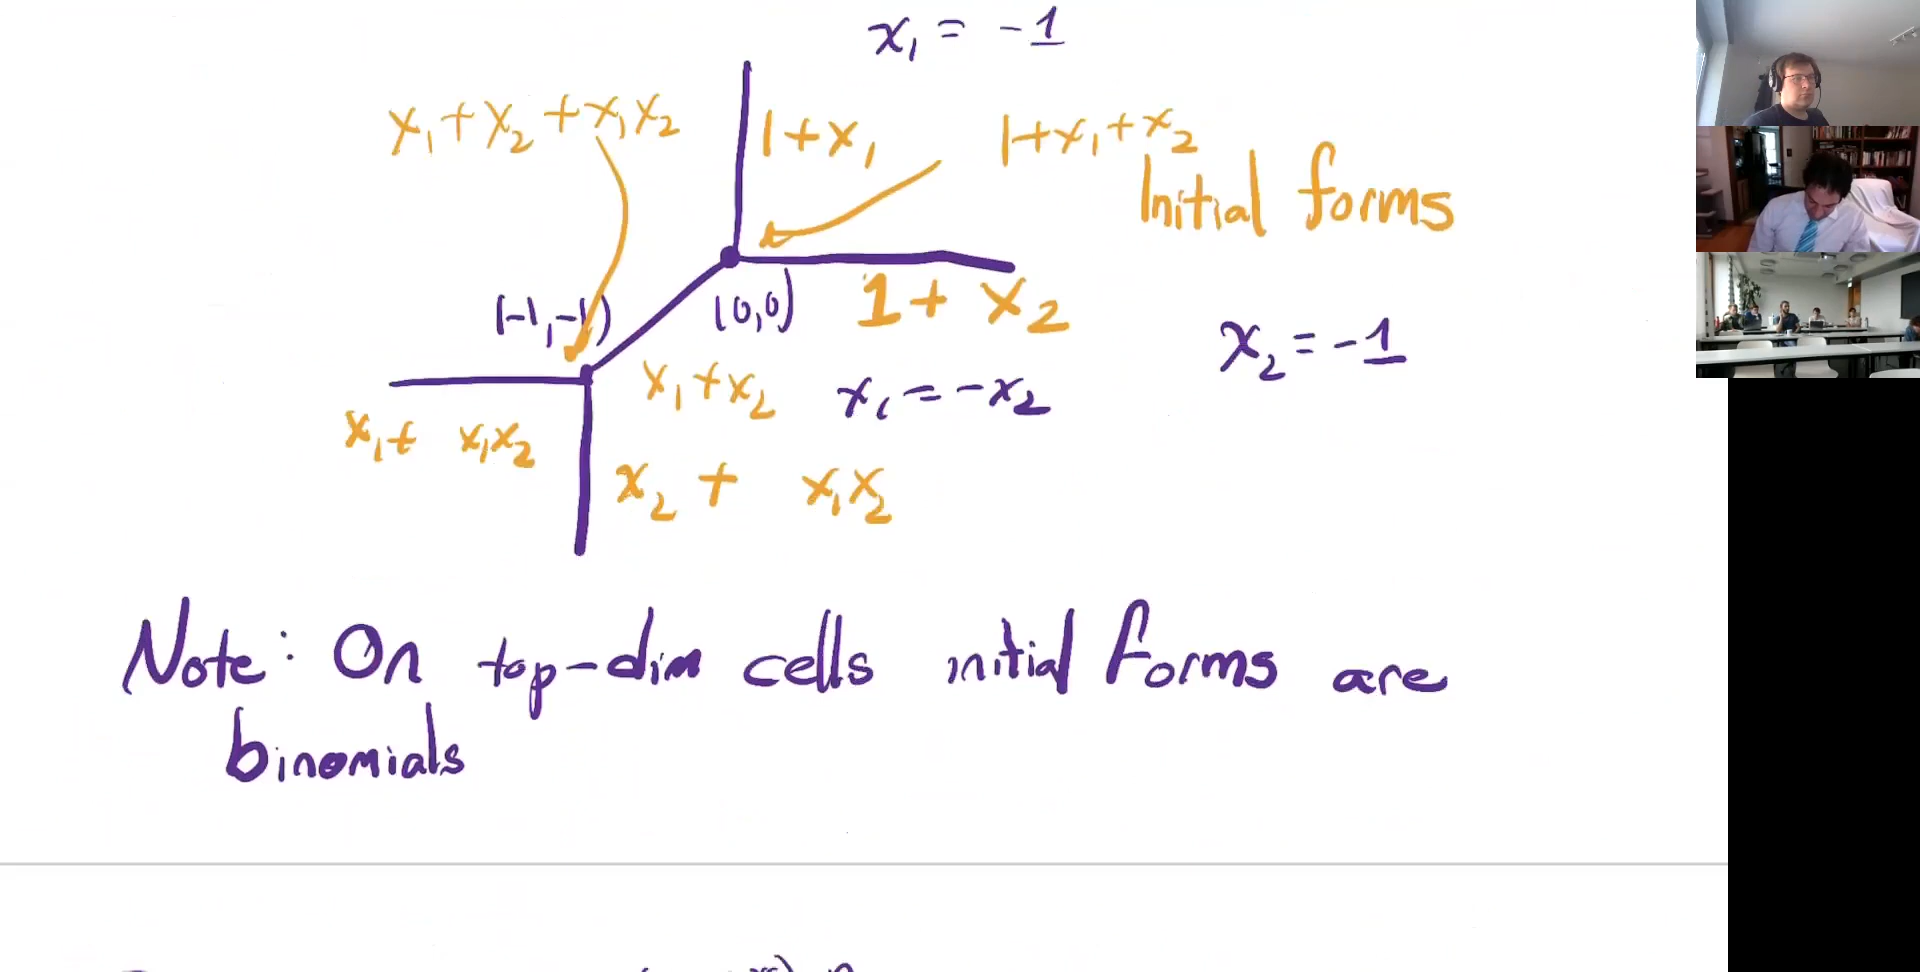 x₁ = -1
x₁+x₂+x₁x₂
1+x₁
1+x₁+x₂
Initial forms
(-1,-1)
(0,0)
1+x₂
x₂ = -1
x₁+x₂
x₁ = -x₂
x₁+ x₁x₂
x₂ + x₁x₂
Note: On top-dim cells initial forms are
binomials